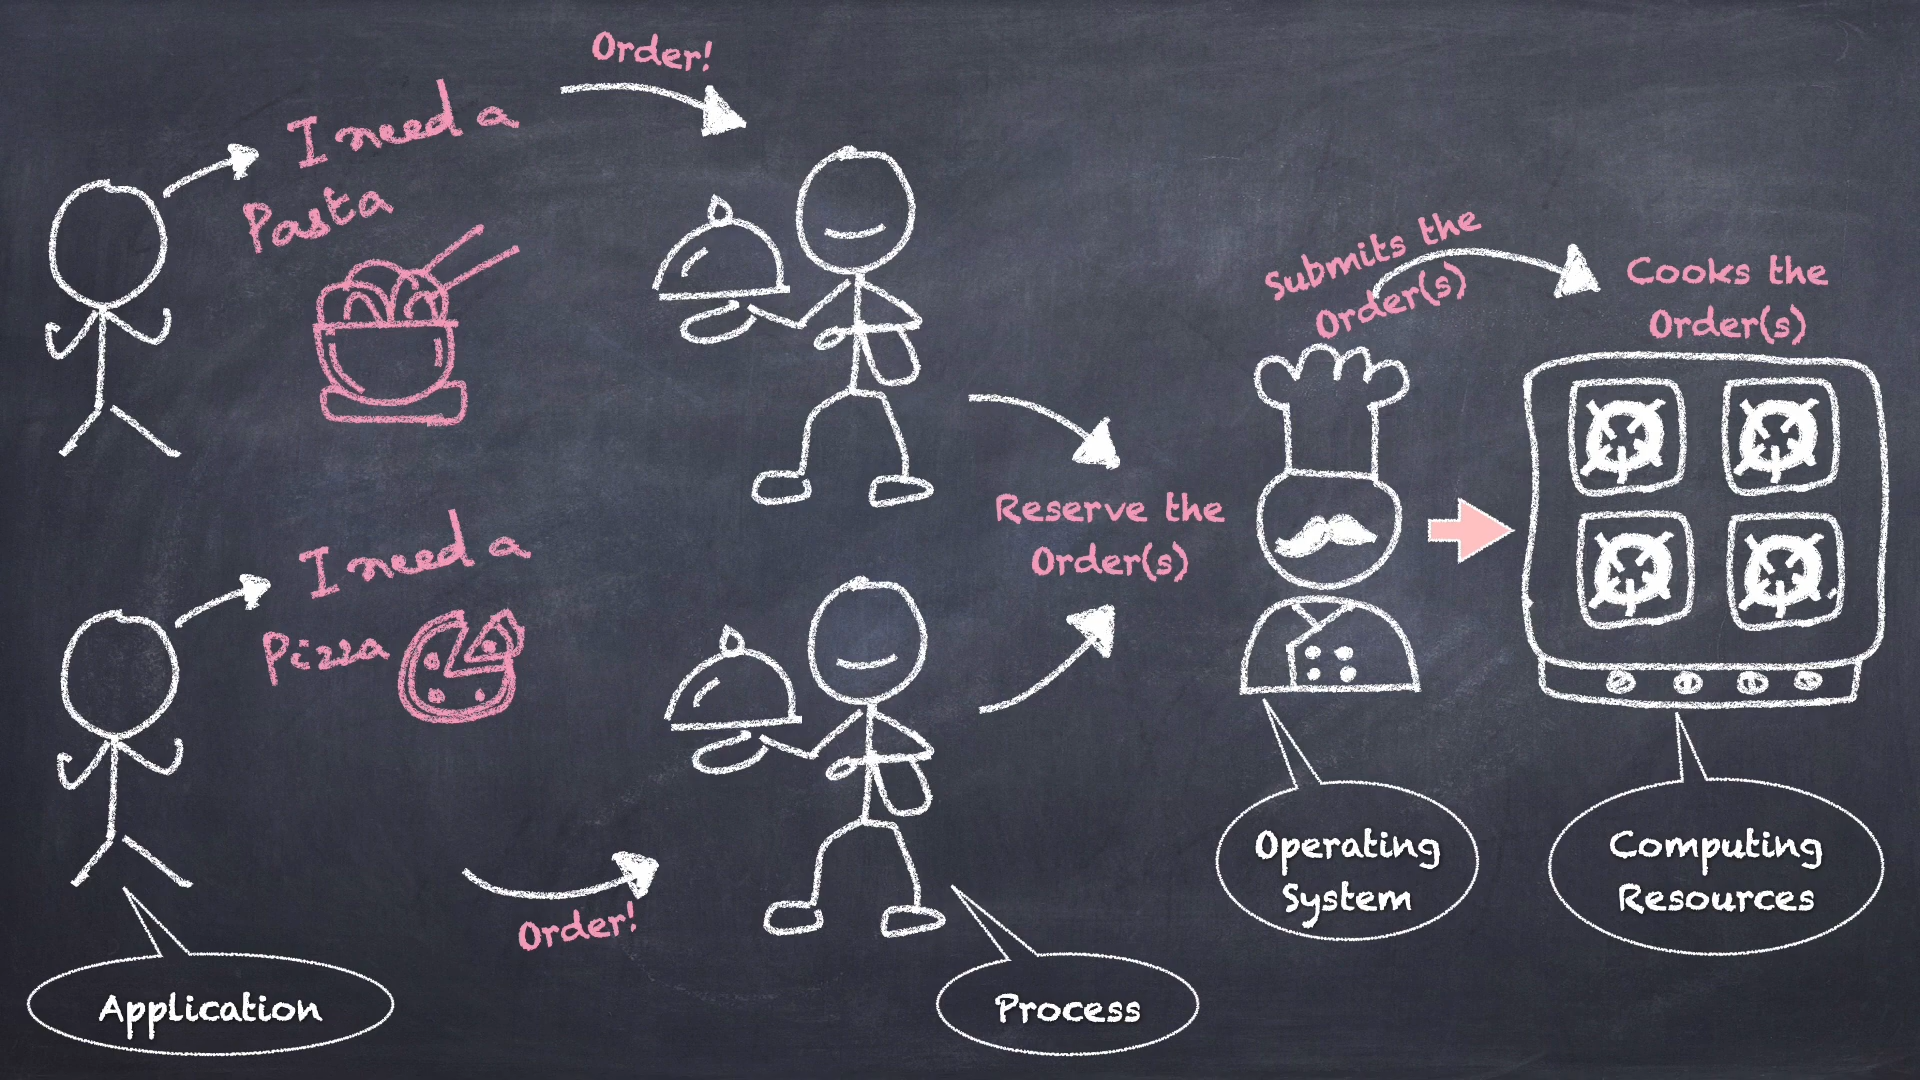 Order!
I need a
Pasta
Submits the
Order(s)
Cooks the
Order(s)
Reserve the
Order(s)
I need a
Pizza
Order!
Operating
System
Computing
Resources
Application
Process